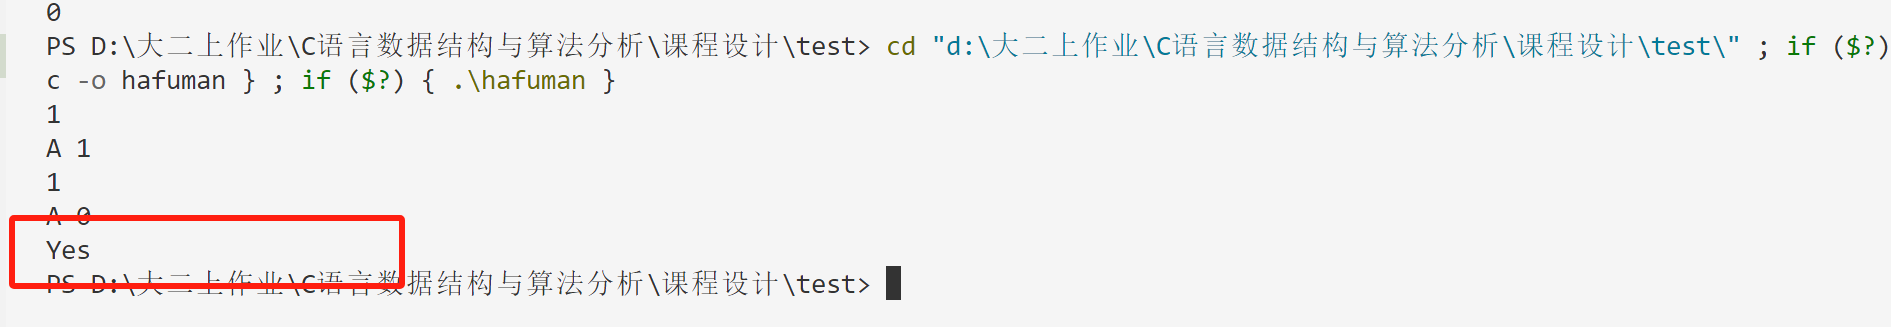 0
PS D:\大二上作业\C语言数据结构与算法分析\课程设计\test> cd "d:\大二上作业\C语言数据结构与算法分析\课程设计\test\" ; if ($?)
c -o hafuman } ; if ($?) { .\hafuman }
1
A 1
1
A 0
Yes
PS D:\大二上作业\C语言数据结构与算法分析\课程设计\test>